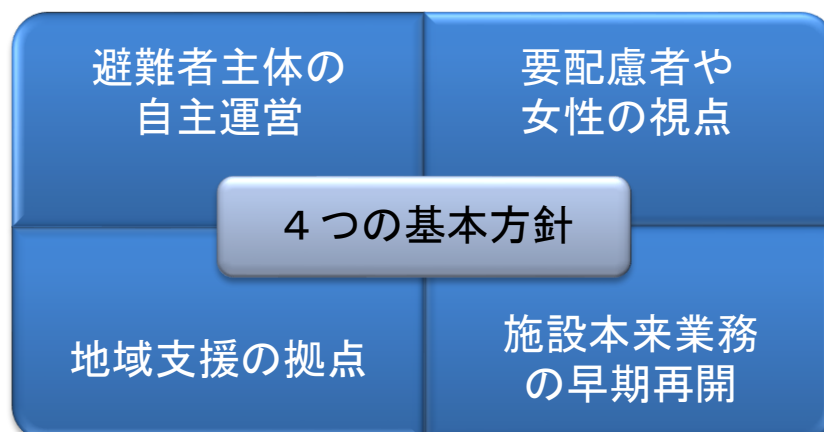 避難者主体の
自主運営
要配慮者や
女性の視点
４つの基本方針
地域支援の拠点
施設本来業務
の早期再開